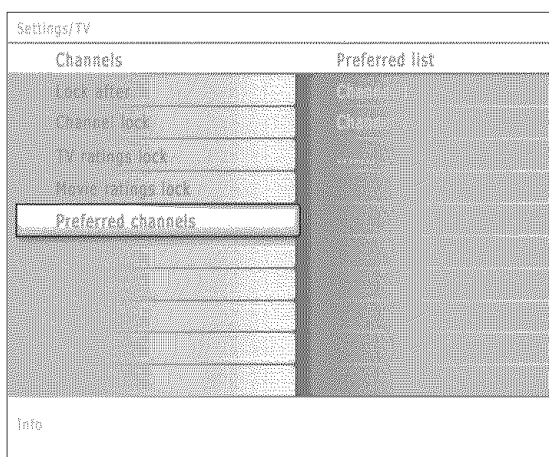 Settings/TV
Channels
Preferred list
Lock after
Channel lock
TV ratings lock
Movie ratings lock
Preferred channels
Info